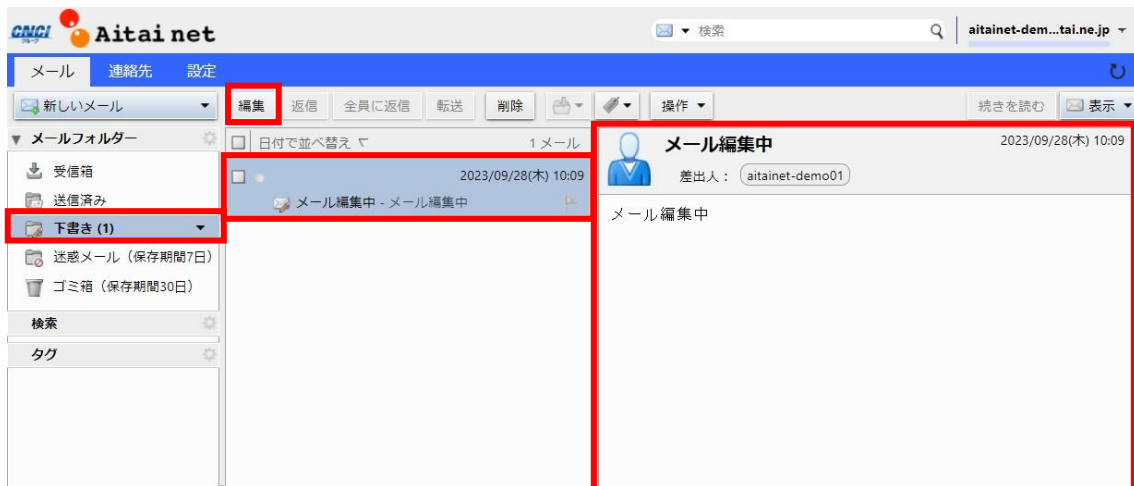 CNCI グループ Aitai net
検索
aitainet-dem...tai.ne.jp
メール 連絡先 設定
新しいメール
編集 返信 全員に返信 転送 削除 操作 続きを読む 表示
メールフォルダー
受信箱
送信済み
下書き (1)
迷惑メール（保存期間7日）
ゴミ箱（保存期間30日）
検索
タグ
日付で並べ替え 1 メール
2023/09/28(木) 10:09
メール編集中 - メール編集中
メール編集中 2023/09/28(木) 10:09
差出人： aitainet-demo01
メール編集中